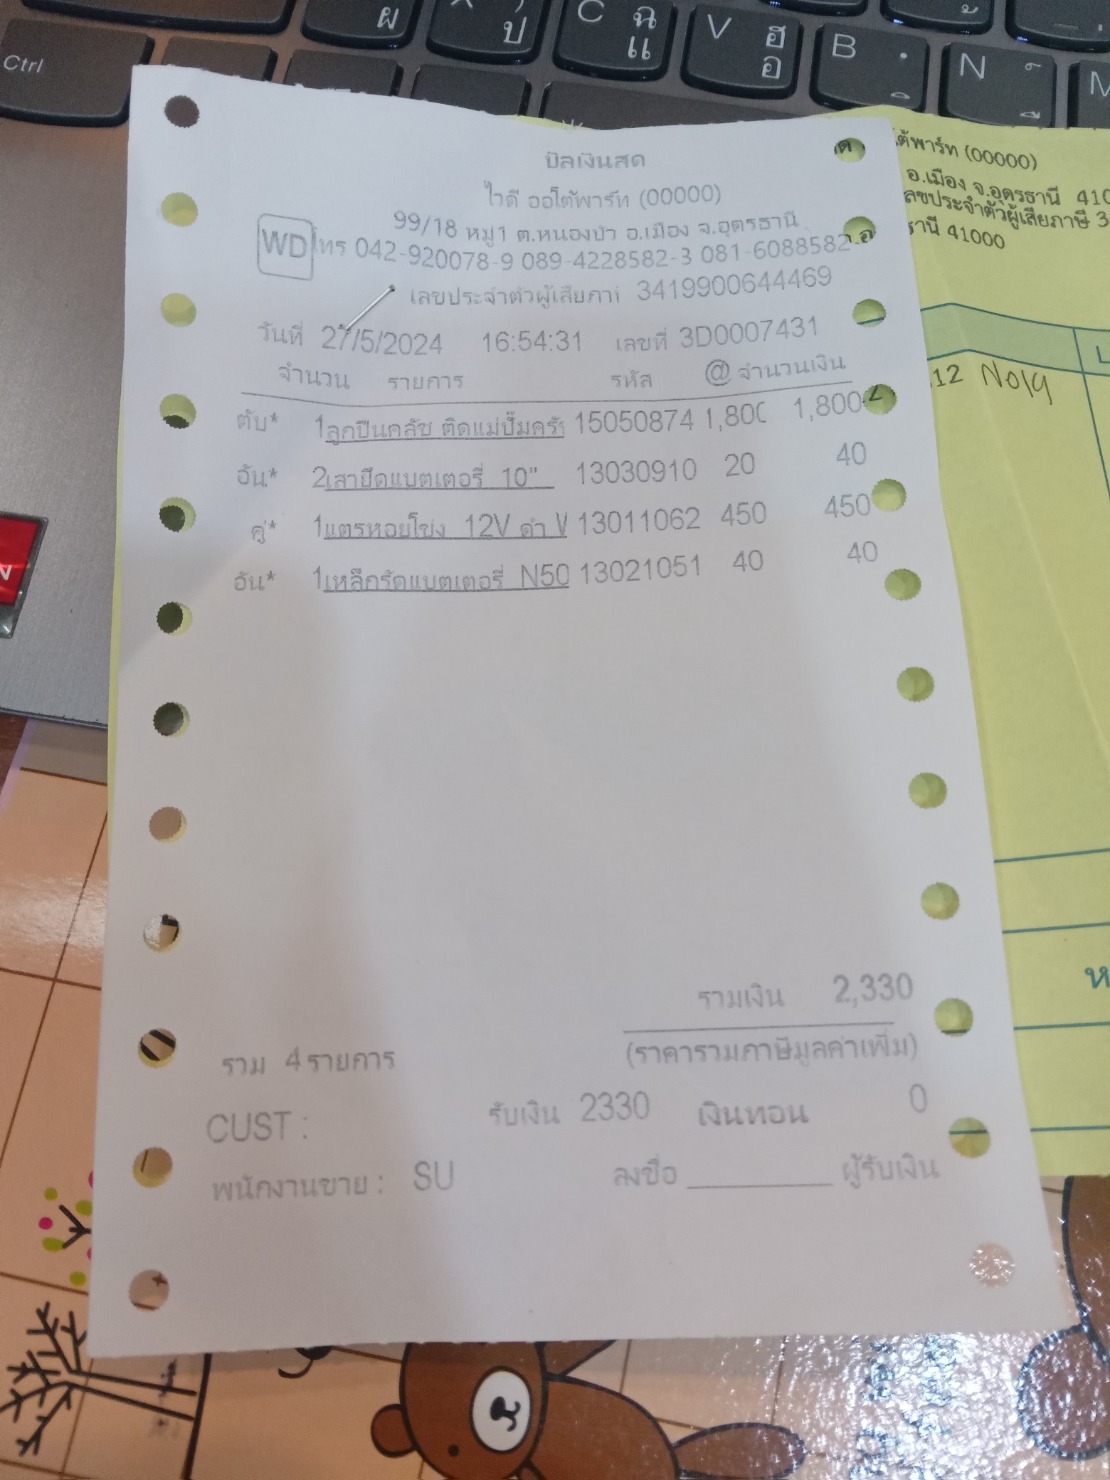 Ctrl
ผ
ป
C ฉ แ
V ฮ อ
B
N
M
บิลเงินสด
ไวดี ออโต้พาร์ท (00000)
99/18 หมู่1 ต.หนองบัว อ.เมือง จ.อุดรธานี
WD โทร 042-920078-9 089-4228582-3 081-6088582
เลขประจำตัวผู้เสียภาษี 3419900644469
วันที่ 27/5/2024 16:54:31 เลขที่ 3D0007431
จำนวน รายการ รหัส @ จำนวนเงิน
ตับ* 1 ลูกปืนคลัช ติดแม่ปั๊มครัช 15050874 1,800 1,800
อัน* 2 เสายึดแบตเตอรี่ 10" 13030910 20 40
คู่* 1 แตรหอยโข่ง 12V ดำ 13011062 450 450
อัน* 1 เหล็กรัดแบตเตอรี่ N50 13021051 40 40
รวมเงิน 2,330
รวม 4 รายการ (ราคารวมภาษีมูลค่าเพิ่ม)
CUST : รับเงิน 2330 เงินทอน 0
พนักงานขาย : SU ลงชื่อ ________ ผู้รับเงิน
ต้พาร์ท (00000)
อ.เมือง จ.อุดรธานี 410
ลขประจำตัวผู้เสียภาษี 3
ธานี 41000
12 No19
ห